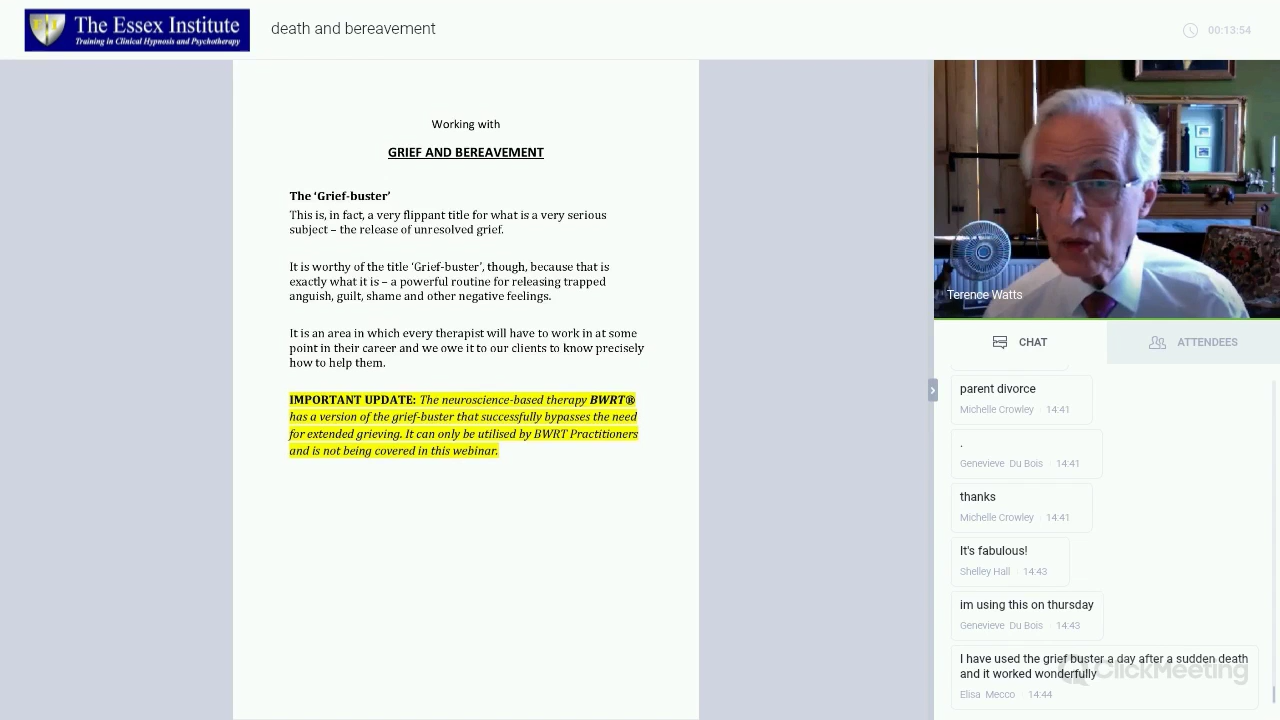 The Essex Institute
Training in Clinical Hypnosis and Psychotherapy
death and bereavement
00:13:54
Working with
GRIEF AND BEREAVEMENT
The ‘Grief-buster’
This is, in fact, a very flippant title for what is a very serious
subject – the release of unresolved grief.
It is worthy of the title ‘Grief-buster’, though, because that is
exactly what it is – a powerful routine for releasing trapped
anguish, guilt, shame and other negative feelings.
It is an area in which every therapist will have to work in at some
point in their career and we owe it to our clients to know precisely
how to help them.
IMPORTANT UPDATE: The neuroscience-based therapy BWRT®
has a version of the grief-buster that successfully bypasses the need
for extended grieving. It can only be utilised by BWRT Practitioners
and is not being covered in this webinar.
Terence Watts
CHAT
ATTENDEES
parent divorce
Michelle Crowley · 14:41
.
Genevieve Du Bois · 14:41
thanks
Michelle Crowley · 14:41
It's fabulous!
Shelley Hall · 14:43
im using this on thursday
Genevieve Du Bois · 14:43
I have used the grief buster a day after a sudden death
and it worked wonderfully
Elisa Mecco · 14:44
ClickMeeting